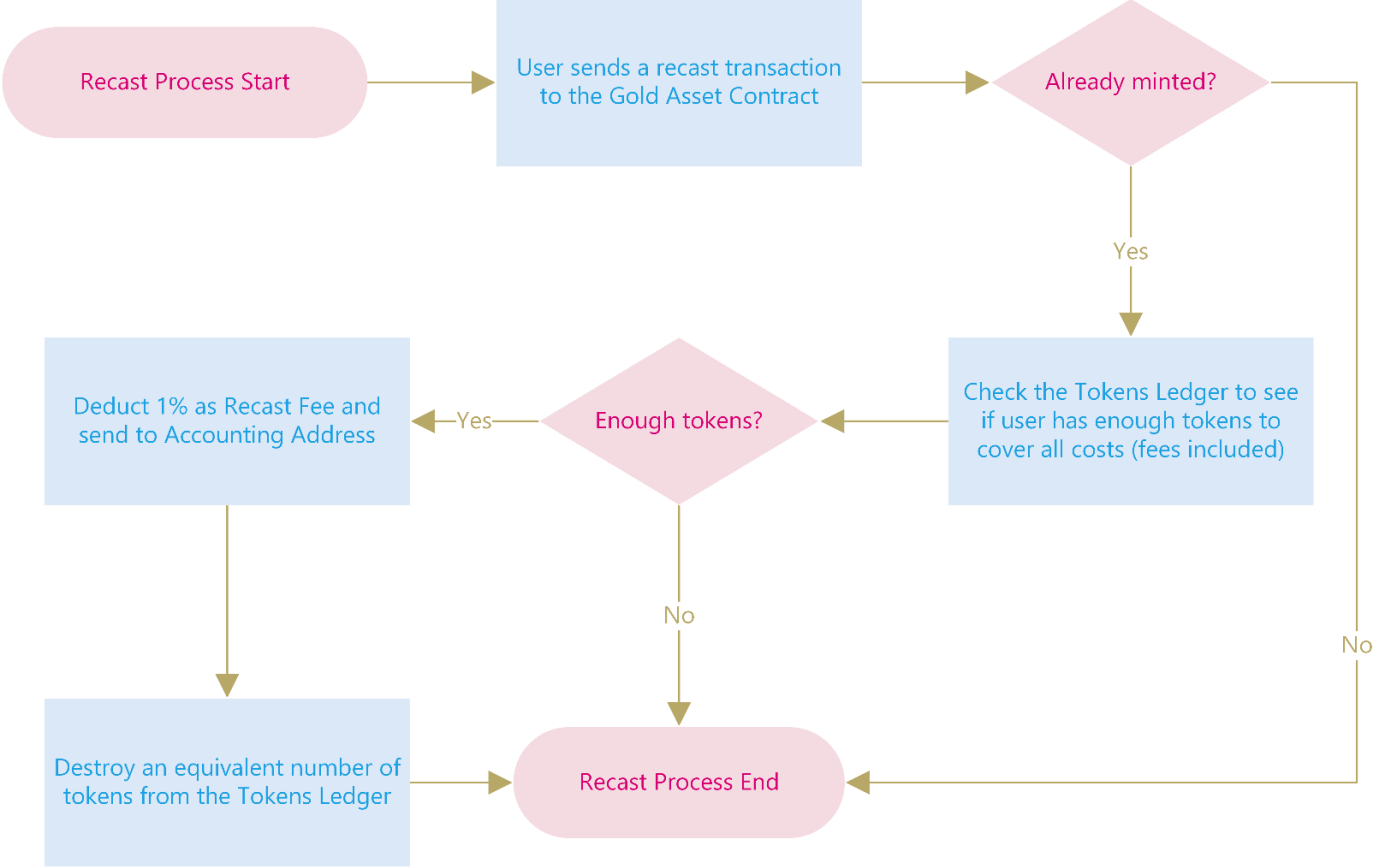 Recast Process Start
User sends a recast transaction
to the Gold Asset Contract
Already minted?
Yes
No
Check the Tokens Ledger to see
if user has enough tokens to
cover all costs (fees included)
Enough tokens?
Yes
No
Deduct 1% as Recast Fee and
send to Accounting Address
Destroy an equivalent number of
tokens from the Tokens Ledger
Recast Process End